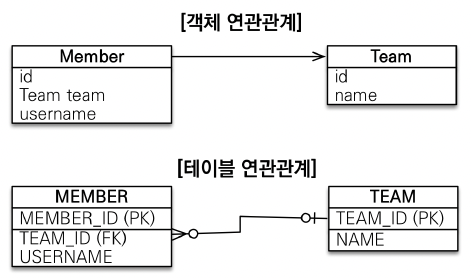 [객체 연관관계]
Member
id
Team team
username
Team
id
name
[테이블 연관관계]
MEMBER
MEMBER_ID (PK)
TEAM_ID (FK)
USERNAME
TEAM
TEAM_ID (PK)
NAME